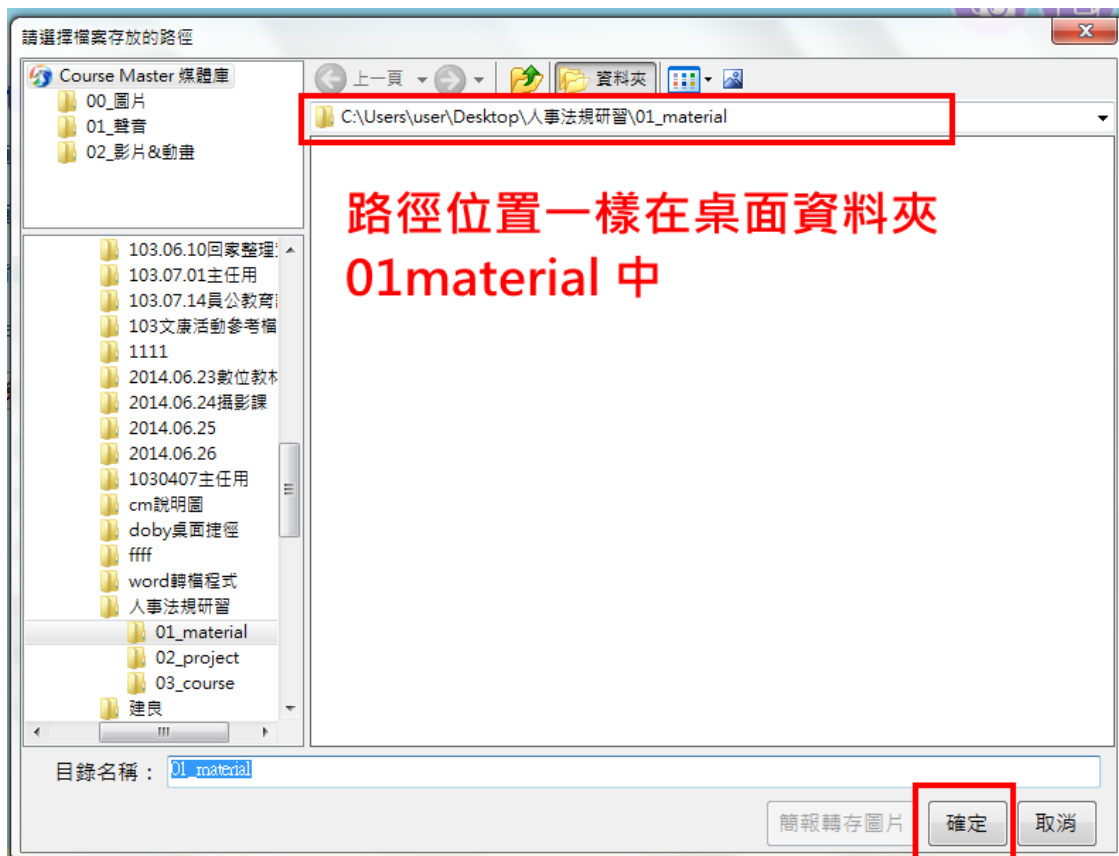 請選擇檔案存放的路徑
Course Master 媒體庫
00_圖片
01_聲音
02_影片&動畫
上一頁
資料夾
C:\Users\user\Desktop\人事法規研習\01_material
路徑位置一樣在桌面資料夾
01material 中
103.06.10回家整理
103.07.01主任用
103.07.14員公教育
103文康活動參考檔
1111
2014.06.23數位教材
2014.06.24攝影課
2014.06.25
2014.06.26
1030407主任用
cm說明圖
doby桌面捷徑
ffff
word轉檔程式
人事法規研習
01_material
02_project
03_course
建良
目錄名稱：
01_material
簡報轉存圖片
確定
取消